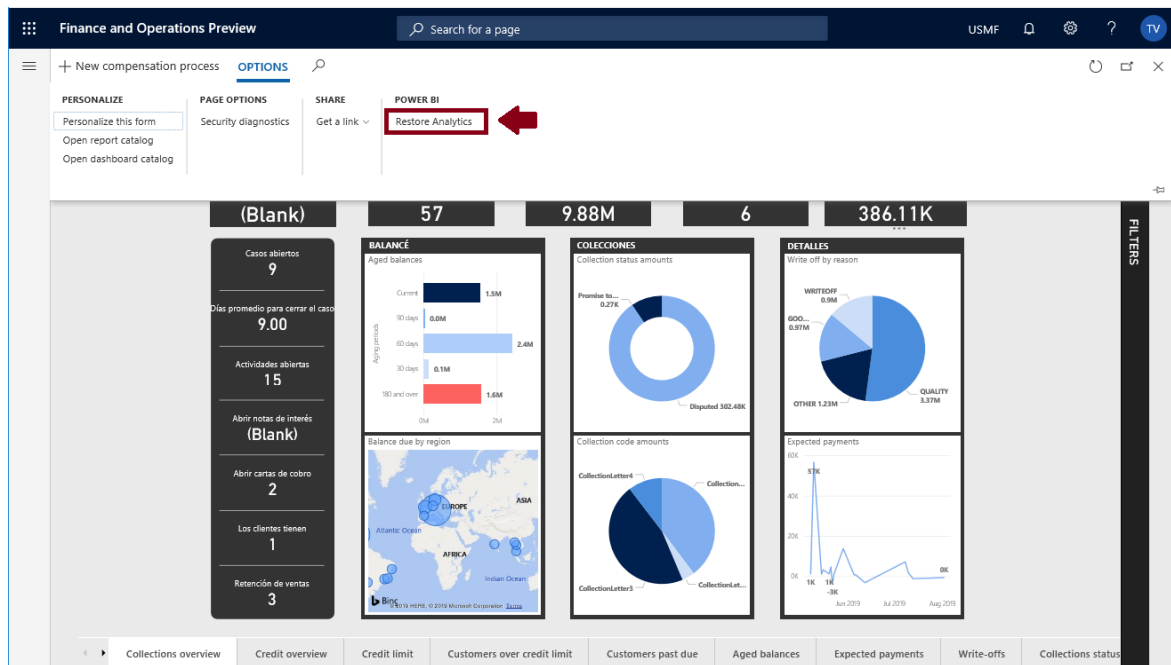 Finance and Operations Preview
Search for a page
USMF
?
TV
New compensation process
OPTIONS
PERSONALIZE
Personalize this form
Open report catalog
Open dashboard catalog
PAGE OPTIONS
Security diagnostics
SHARE
Get a link
POWER BI
Restore Analytics
(Blank)
57
9.88M
6
386.11K
FILTERS
Casos abiertos
9
Días promedio para cerrar el caso
9.00
Actividades abiertas
15
Abrir notas de interés
(Blank)
Abrir cartas de cobro
2
Los clientes tienen
1
Retención de ventas
3
BALANCÉ
Aged balances
Aging periods
Current
1.5M
90 days
0.0M
60 days
2.4M
30 days
0.1M
180 and over
1.6M
0M
2M
Balance due by region
EUROPE
ASIA
Atlantic Ocean
AFRICA
Indian Ocean
Bing
© 2019 HERE, © 2019 Microsoft Corporation Terms
COLECCIONES
Collection status amounts
Promise to...
0.27K
Disputed 302.48K
Collection code amounts
CollectionLetter4
Collection...
CollectionLetter3
CollectionLet...
DETALLES
Write off by reason
WRITEOFF
0.9M
GOO...
0.97M
OTHER 1.23M
QUALITY
3.37M
Expected payments
60K
57K
40K
20K
0K
1K
1K
-3K
0K
Jun 2019
Jul 2019
Aug 2019
Collections overview
Credit overview
Credit limit
Customers over credit limit
Customers past due
Aged balances
Expected payments
Write-offs
Collections status